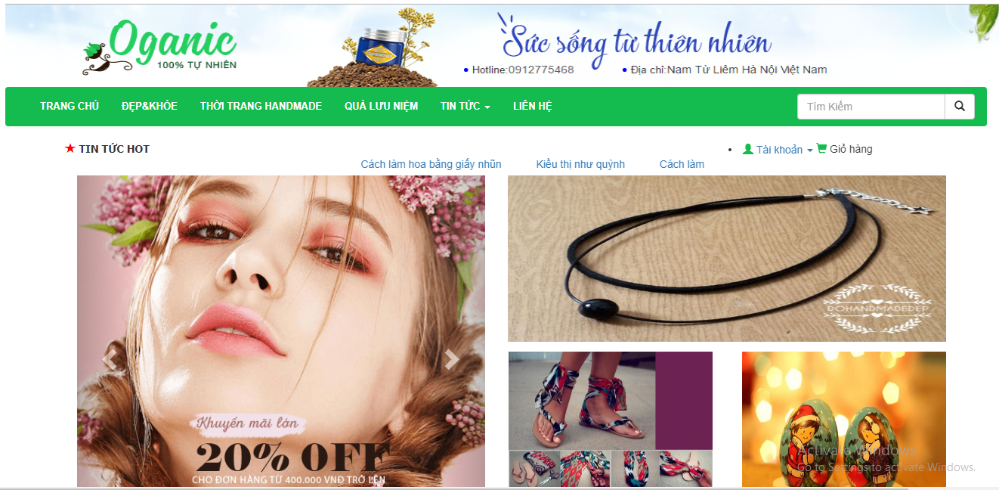 Oganic
100% TỰ NHIÊN
Sức sống từ thiên nhiên
Hotline:0912775468
Địa chỉ:Nam Từ Liêm Hà Nội Việt Nam
TRANG CHỦ ĐẸP&KHỎE THỜI TRANG HANDMADE QUÀ LƯU NIỆM TIN TỨC LIÊN HỆ
Tìm Kiếm
TIN TỨC HOT
Tài khoản Giỏ hàng
Cách làm hoa bằng giấy nhũn Kiều thị như quỳnh Cách làm
DOHANDMADEDEP
Khuyến mãi lớn
20% OFF
CHO ĐƠN HÀNG TỪ 400.000 VNĐ TRỞ LÊN
Activate Windows
Go to Settings to activate Windows.